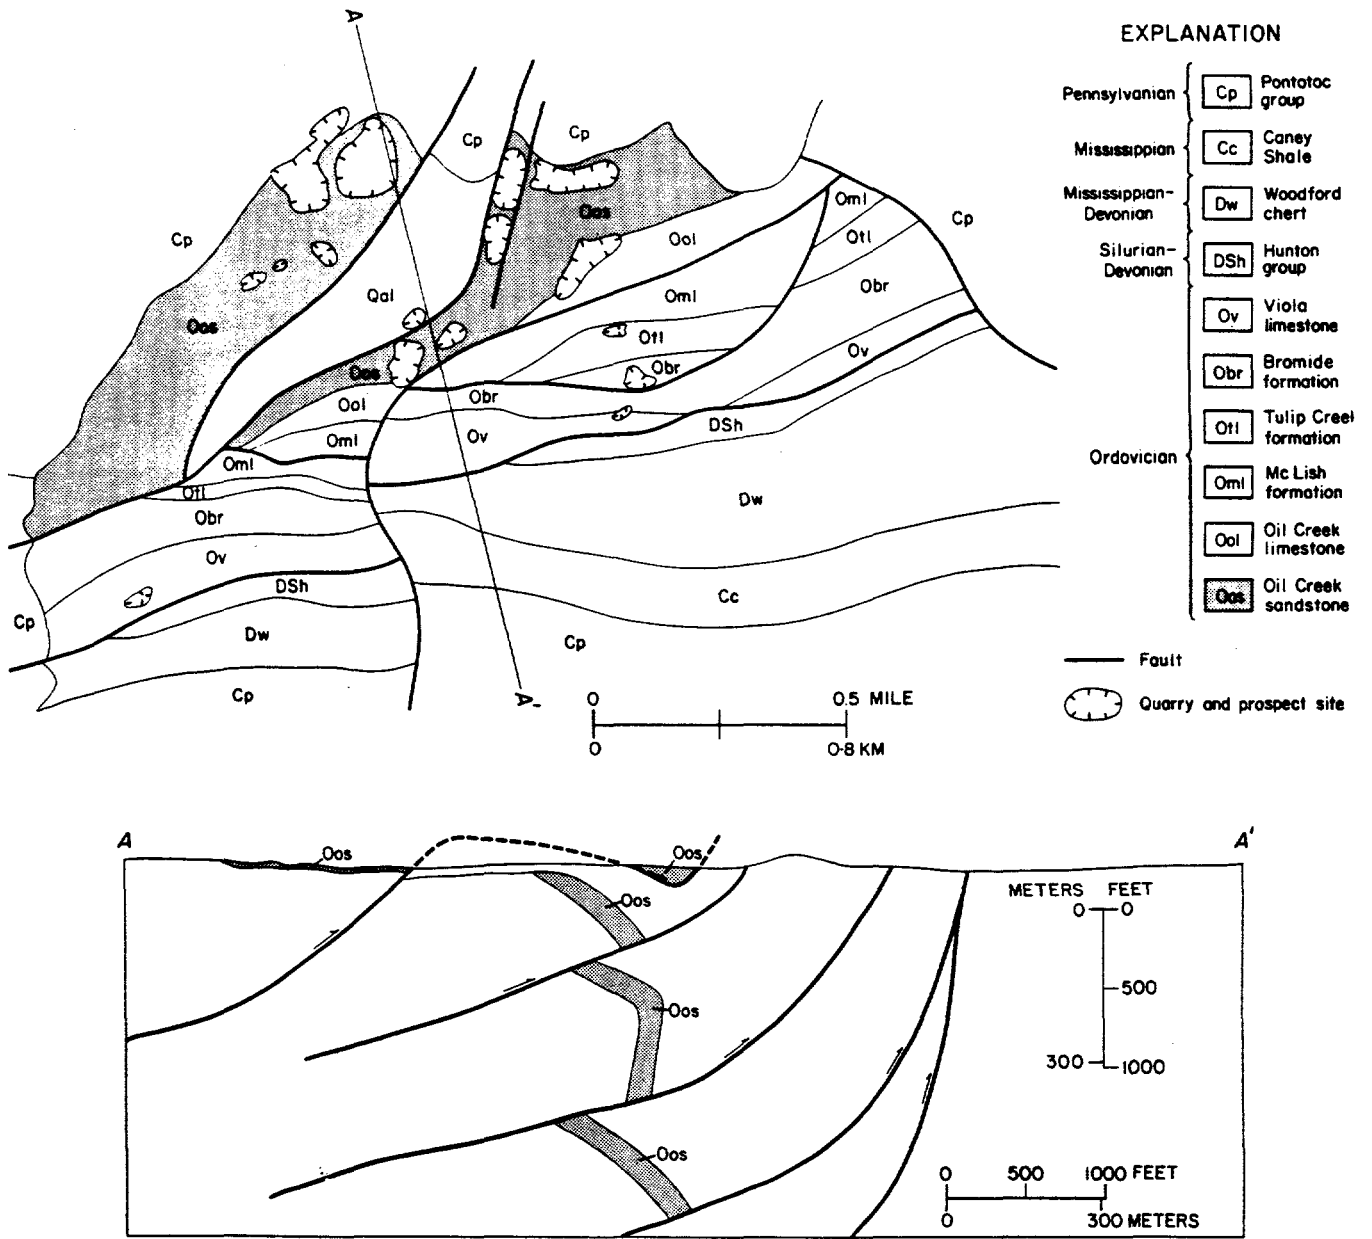 EXPLANATION
Pennsylvanian
Cp
Pontotoc
group
Mississippian
Cc
Caney
Shale
Mississippian-
Devonian
Dw
Woodford
chert
Silurian-
Devonian
DSh
Hunton
group
Ov
Viola
limestone
Obr
Bromide
formation
Ordovician
Otl
Tulip Creek
formation
Oml
Mc Lish
formation
Ool
Oil Creek
limestone
Oos
Oil Creek
sandstone
Fault
Quarry and prospect site
A
Cp
Cp
Cp
Oos
Oml
Cp
Ool
Otl
Qal
Oml
Obr
Oos
Otl
Ov
Oos
Obr
Obr
Ool
DSh
Oml
Ov
Oml
Otl
Dw
Obr
Ov
DSh
Cc
Cp
Dw
Cp
Cp
A'
0
0.5 MILE
0
0.8 KM
A
A'
Oos
Oos
Oos
Oos
Oos
METERS FEET
0
0
500
300
1000
0 500 1000 FEET
0 300 METERS